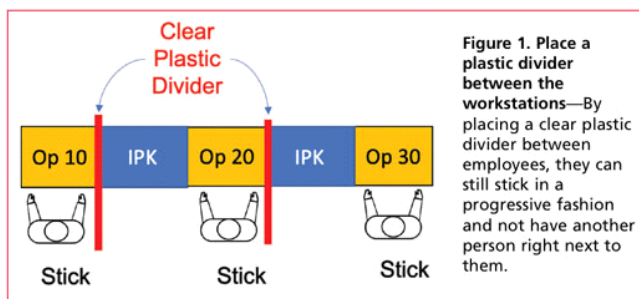 Clear
Plastic
Divider
Op 10
IPK
Op 20
IPK
Op 30
Stick
Stick
Stick
Figure 1. Place a
plastic divider
between the
workstations—By
placing a clear plastic
divider between
employees, they can
still stick in a
progressive fashion
and not have another
person right next to
them.